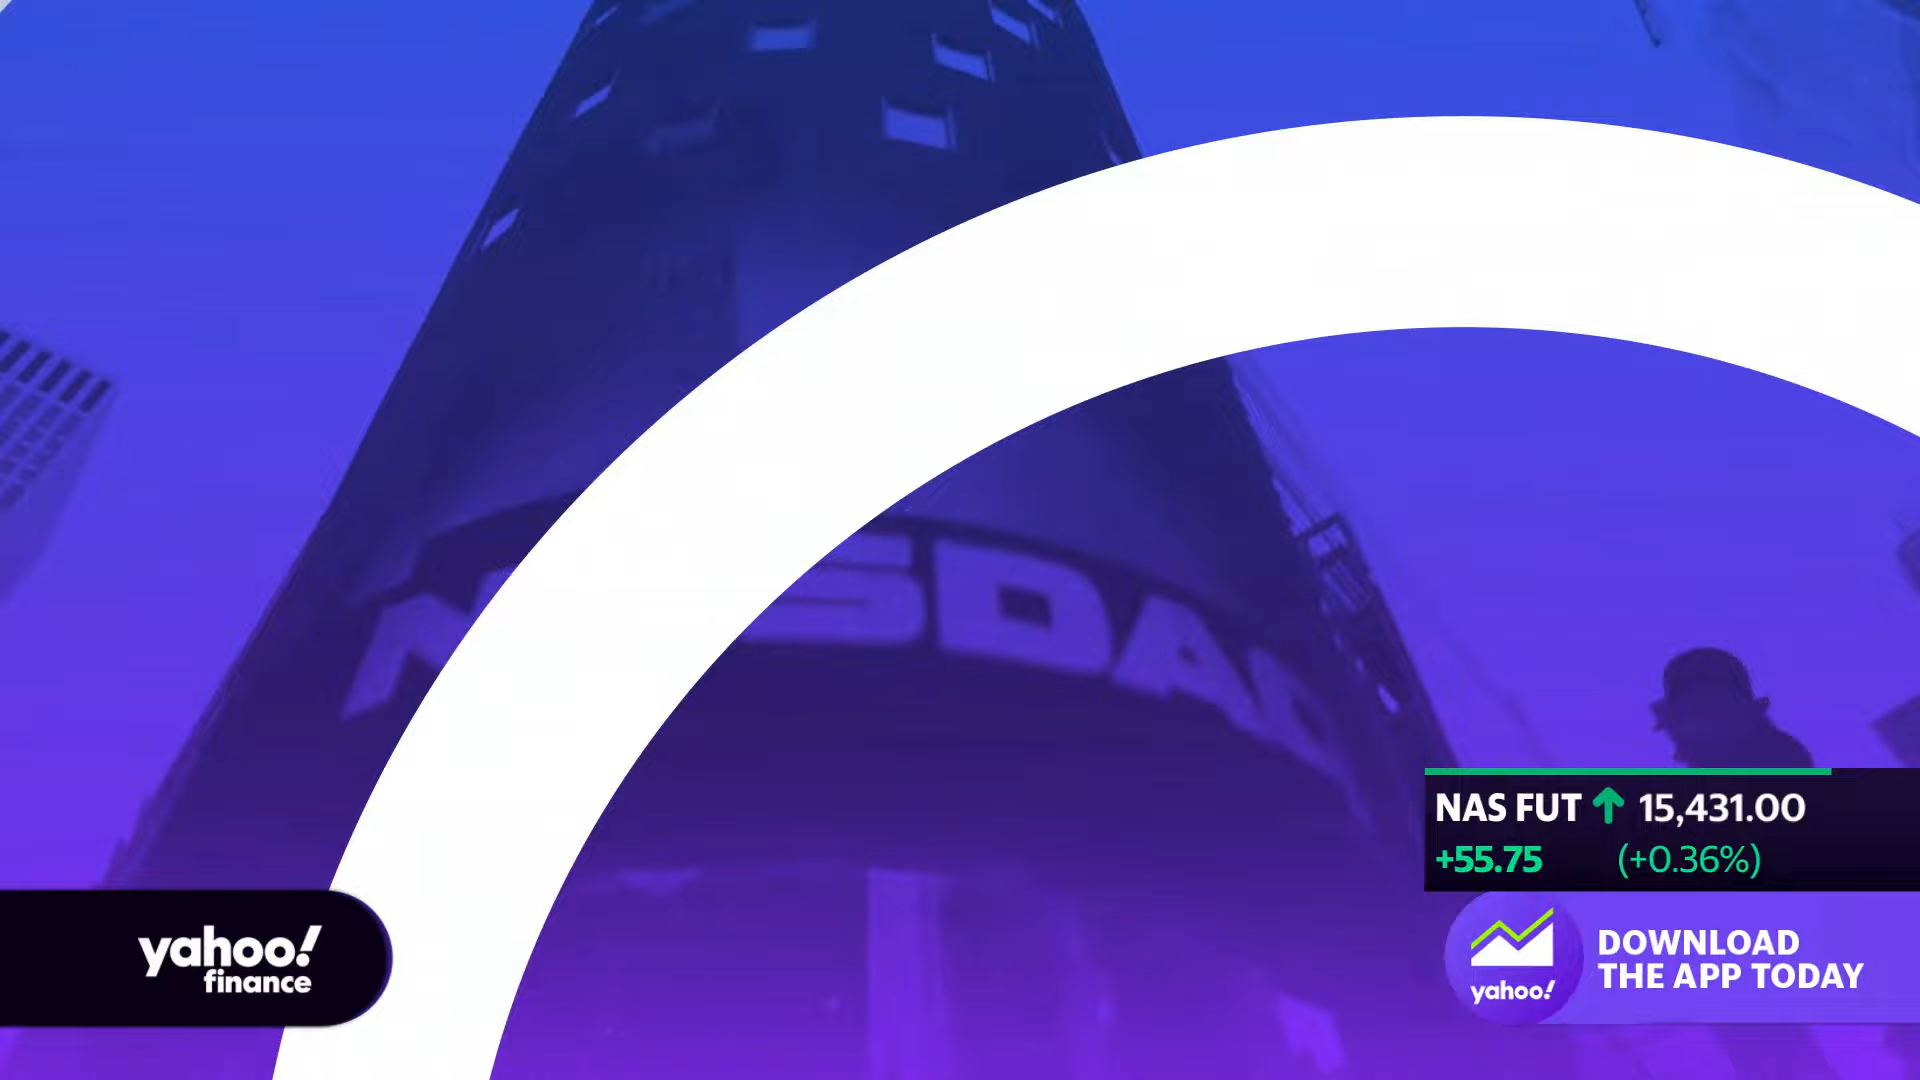 NAS FUT 15,431.00
+55.75 (+0.36%)
yahoo!
finance
DOWNLOAD
THE APP TODAY
yahoo!